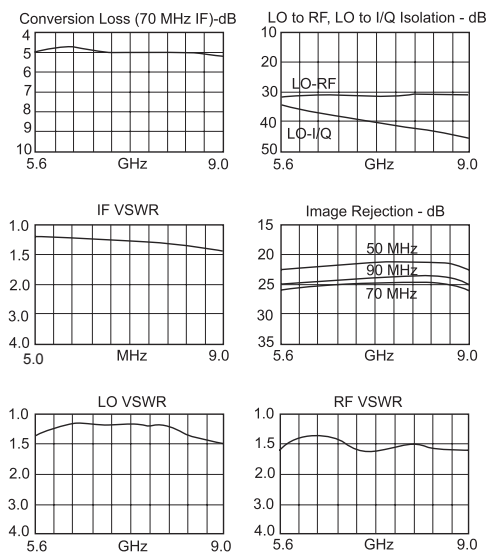 Conversion Loss (70 MHz IF)-dB
4
5
6
7
8
9
10
5.6 GHz 9.0
LO to RF, LO to I/Q Isolation - dB
10
20
30
40
50
LO-RF
LO-I/Q
5.6 GHz 9.0
IF VSWR
1.0
1.5
2.0
3.0
4.0
5.0 MHz 9.0
Image Rejection - dB
15
20
25
30
35
50 MHz
90 MHz
70 MHz
5.6 GHz 9.0
LO VSWR
1.0
1.5
2.0
3.0
4.0
5.6 GHz 9.0
RF VSWR
1.0
1.5
2.0
3.0
4.0
5.6 GHz 9.0